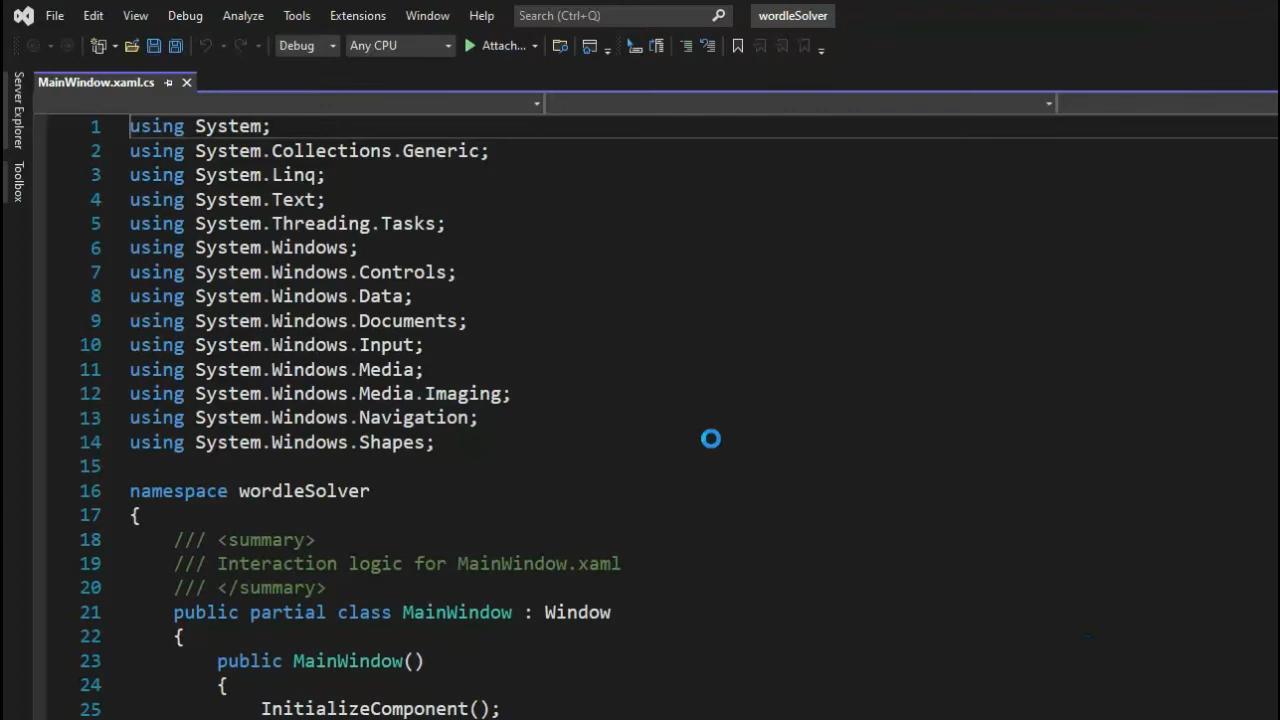 File Edit View Debug Analyze Tools Extensions Window Help Search (Ctrl+Q) wordleSolver
Debug Any CPU Attach...
Server Explorer
Toolbox
MainWindow.xaml.cs
1 using System;
2 using System.Collections.Generic;
3 using System.Linq;
4 using System.Text;
5 using System.Threading.Tasks;
6 using System.Windows;
7 using System.Windows.Controls;
8 using System.Windows.Data;
9 using System.Windows.Documents;
10 using System.Windows.Input;
11 using System.Windows.Media;
12 using System.Windows.Media.Imaging;
13 using System.Windows.Navigation;
14 using System.Windows.Shapes;
15
16 namespace wordleSolver
17 {
18 /// <summary>
19 /// Interaction logic for MainWindow.xaml
20 /// </summary>
21 public partial class MainWindow : Window
22 {
23 public MainWindow()
24 {
25 InitializeComponent();